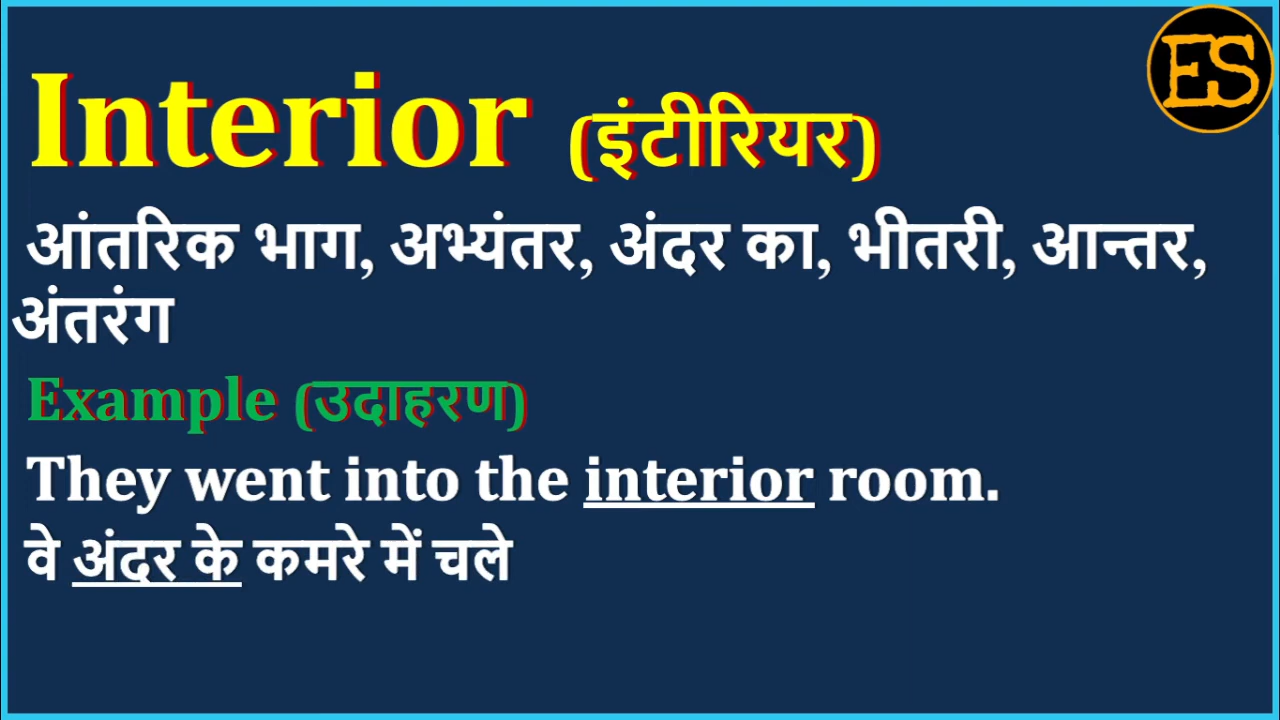 ES
Interior (इंटीरियर)
आंतरिक भाग, अभ्यंतर, अंदर का, भीतरी, आन्तर,
अंतरंग
Example (उदाहरण)
They went into the interior room.
वे अंदर के कमरे में चले